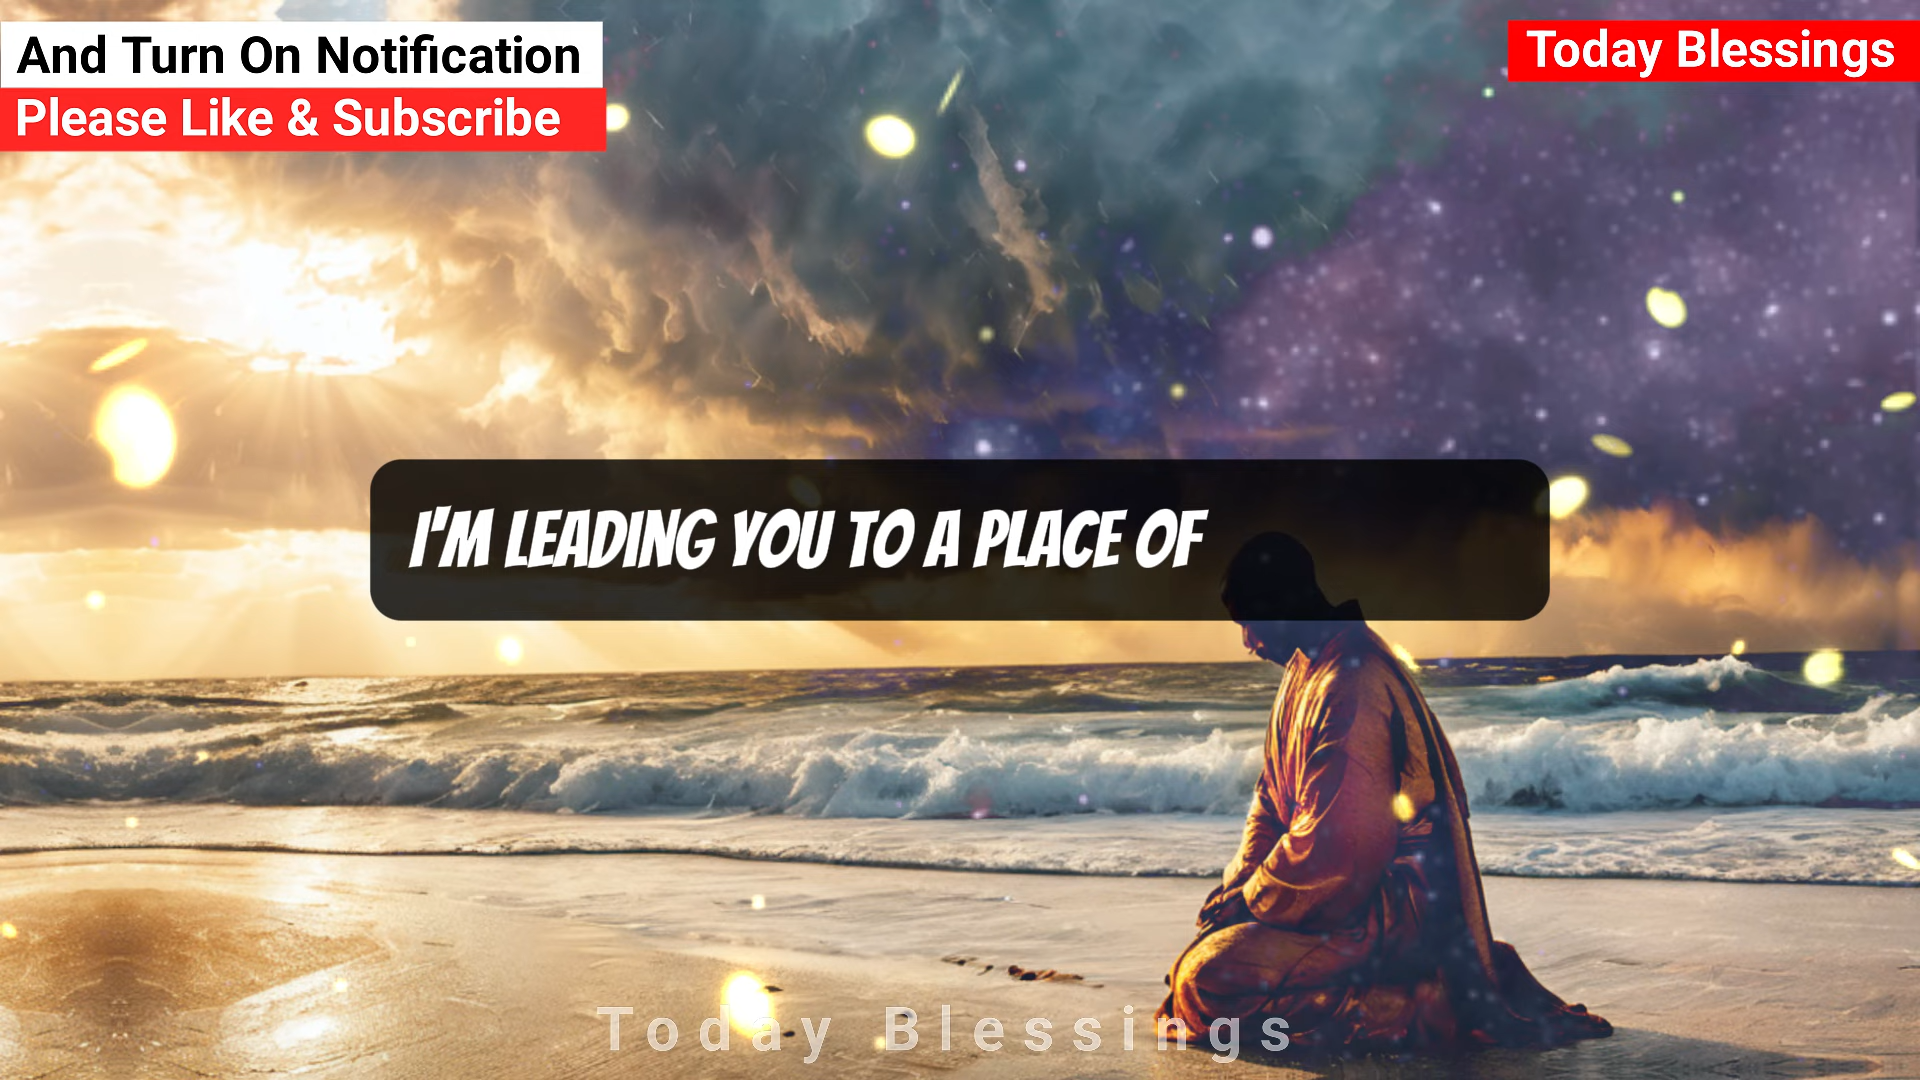 And Turn On Notification
Please Like & Subscribe
Today Blessings
I'M LEADING YOU TO A PLACE OF
Today Blessings